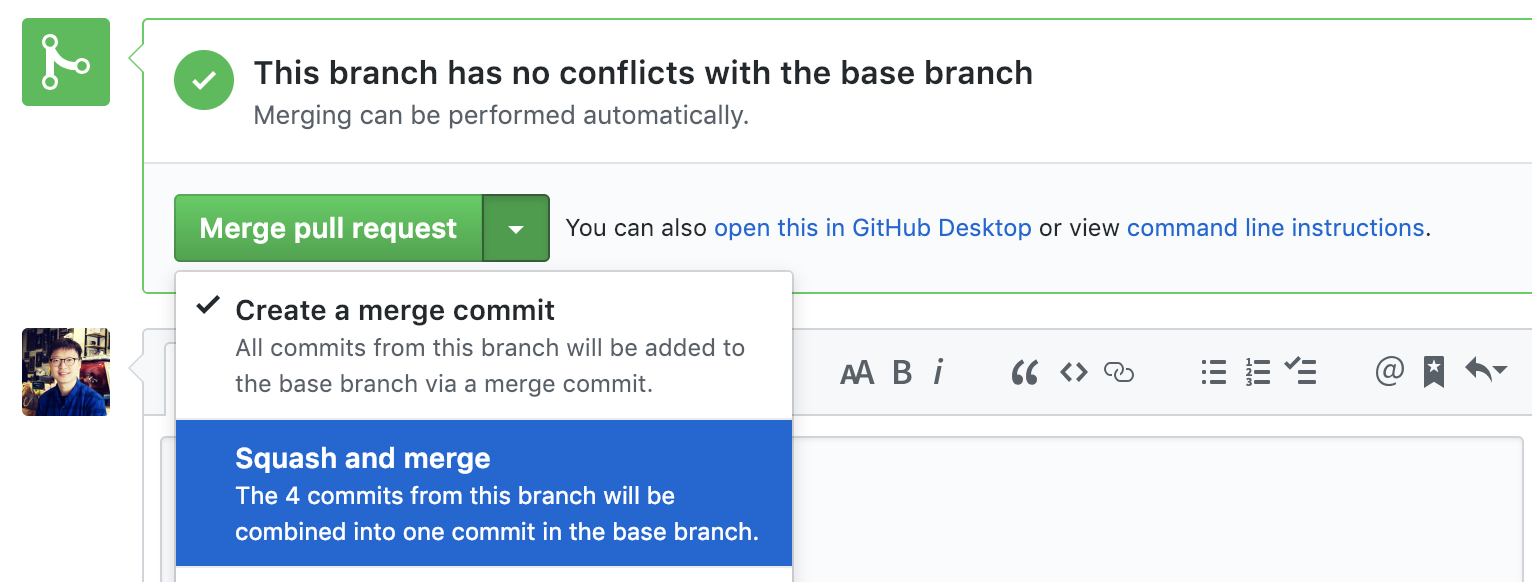 This branch has no conflicts with the base branch
Merging can be performed automatically.
Merge pull request
You can also open this in GitHub Desktop or view command line instructions.
Create a merge commit
All commits from this branch will be added to
the base branch via a merge commit.
AA B i
@
Squash and merge
The 4 commits from this branch will be
combined into one commit in the base branch.